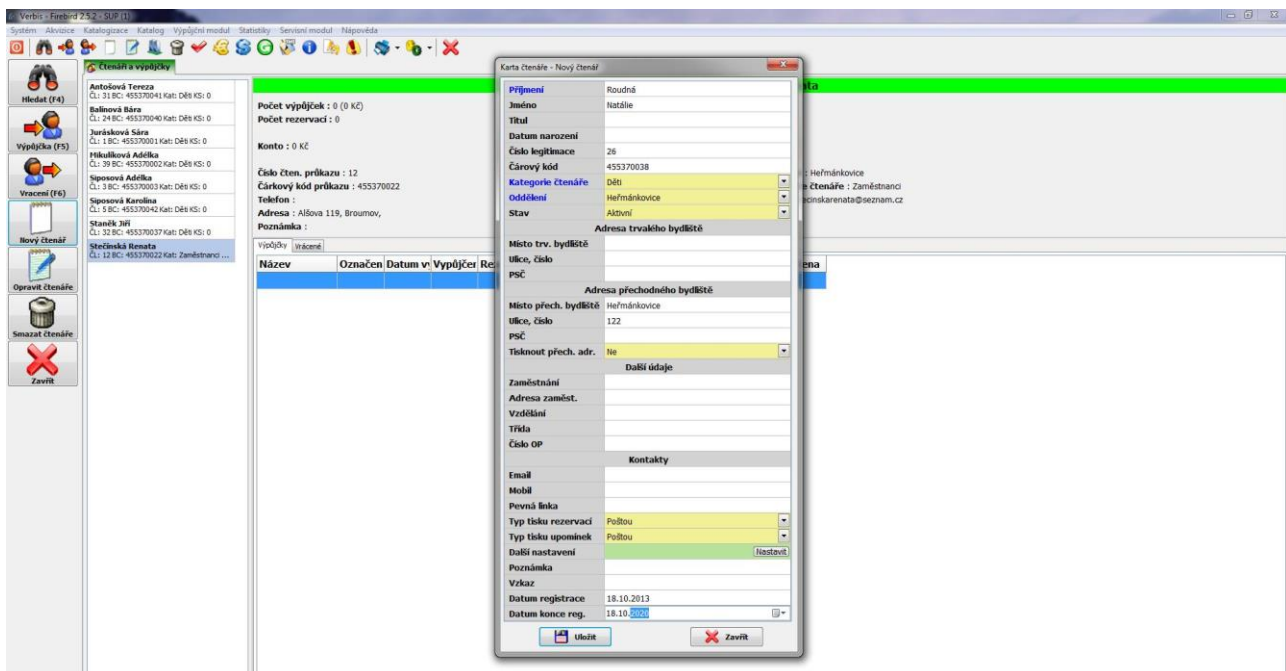 Verbis - Firebird 2.5.2 - SUP (1)
Systém Akvizice Katalogizace Katalog Výpůjční modul Statistiky Servisní modul Nápověda
Čtenáři a výpůjčky
Hledat (F4)
Výpůjčka (F5)
Vracení (F6)
Nový čtenář
Opravit čtenáře
Smazat čtenáře
Zavřít
Antošová Tereza
ČL: 31 BC: 455370041 Kat: Děti KS: 0
Balinová Bára
ČL: 24 BC: 455370040 Kat: Děti KS: 0
Jurásková Sára
ČL: 1 BC: 455370001 Kat: Děti KS: 0
Mikulíková Adélka
ČL: 39 BC: 455370002 Kat: Děti KS: 0
Siposová Adélka
ČL: 3 BC: 455370003 Kat: Děti KS: 0
Siposová Karolína
ČL: 5 BC: 455370042 Kat: Děti KS: 0
Staněk Jiří
ČL: 32 BC: 455370037 Kat: Děti KS: 0
Stečinská Renata
ČL: 12 BC: 455370022 Kat: Zaměstnanci ...
Počet výpůjček : 0 (0 Kč)
Počet rezervací : 0
Konto : 0 Kč
Číslo čten. průkazu : 12
Čárkový kód průkazu : 455370022
Telefon :
Adresa : Alšova 119, Broumov,
Poznámka :
Výpůjčky Vrácené
Název Označen Datum v Vypůjčer Re
Karta čtenáře - Nový čtenář
Příjmení Roudná
Jméno Natálie
Titul
Datum narození
Číslo legitimace 26
Čárový kód 455370038
Kategorie čtenáře Děti
Oddělení Heřmánkovice
Stav Aktivní
Adresa trvalého bydliště
Místo trv. bydliště
Ulice, číslo
PSČ
Adresa přechodného bydliště
Místo přech. bydliště Heřmánkovice
Ulice, číslo 122
PSČ
Tisknout přech. adr. Ne
Další údaje
Zaměstnání
Adresa zaměst.
Vzdělání
Třída
Číslo OP
Kontakty
Email
Mobil
Pevná linka
Typ tisku rezervací Poštou
Typ tisku upomínek Poštou
Další nastavení Nastavit
Poznámka
Vzkaz
Datum registrace 18.10.2013
Datum konce reg. 18.10.2020
Uložit Zavřít
ata
: Heřmánkovice
e čtenáře : Zaměstnanci
ecinskarenata@seznam.cz
ena